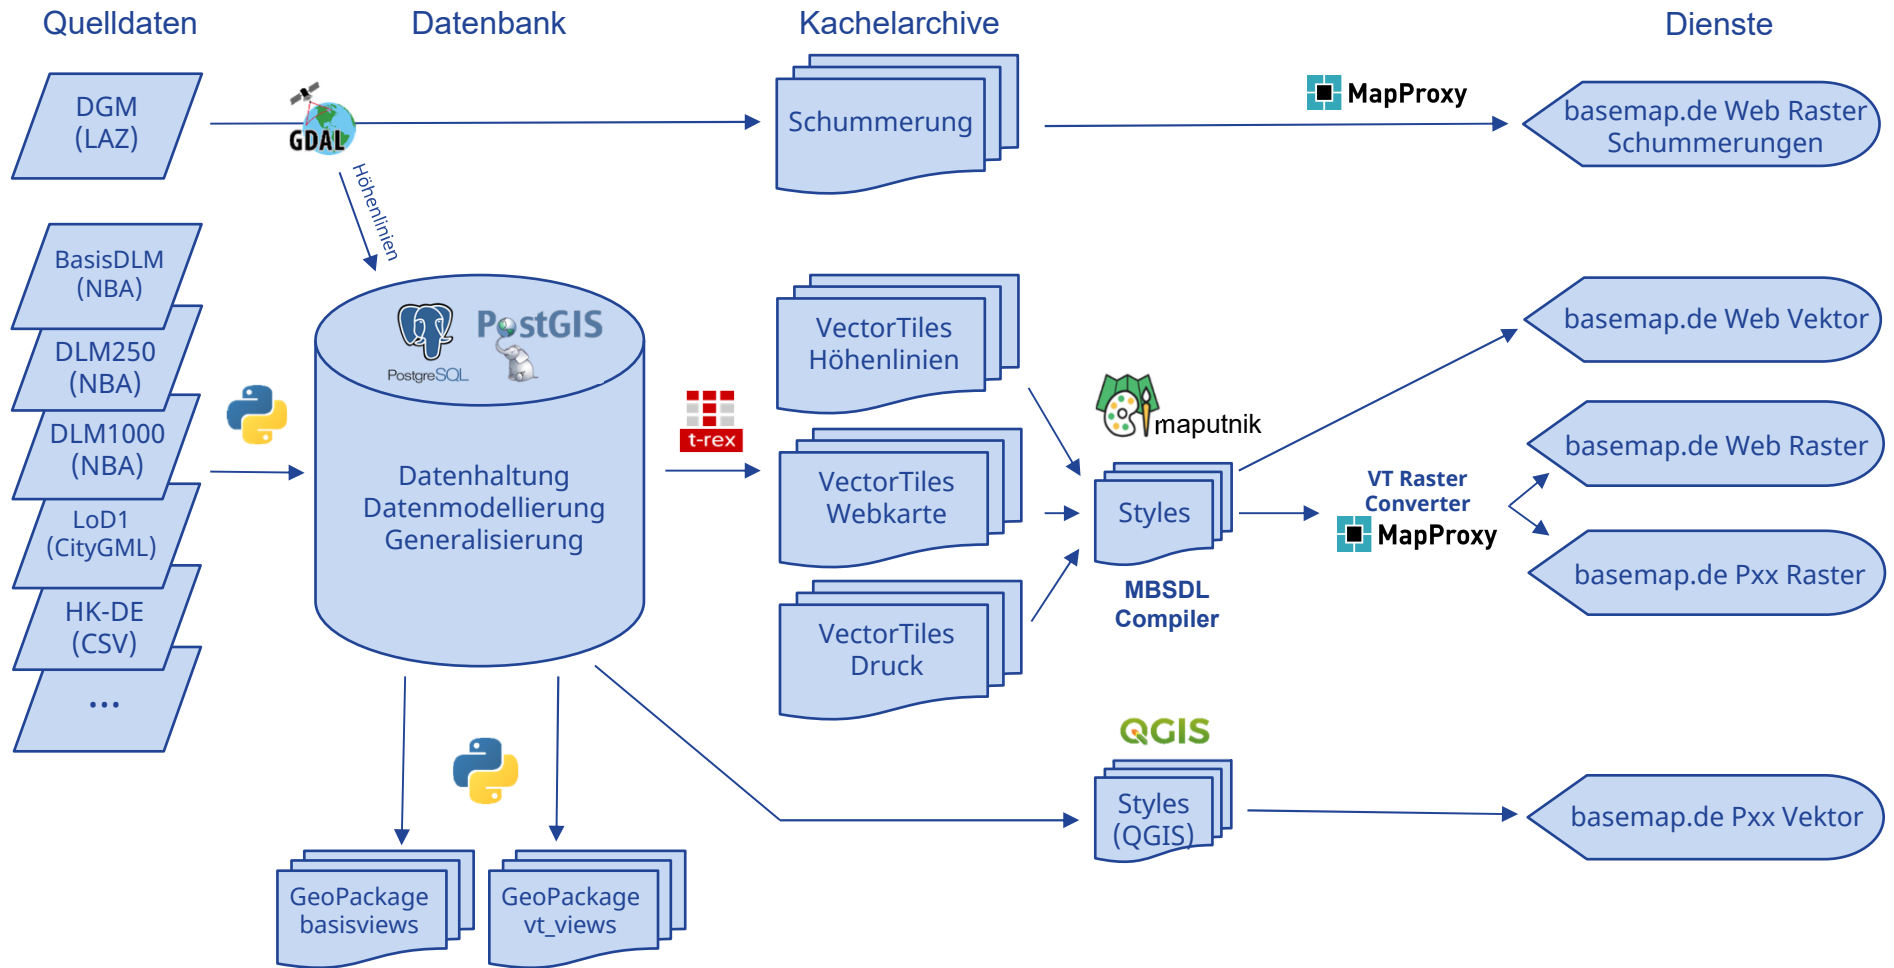 Quelldaten
Datenbank
Kachelarchive
Dienste
DGM
(LAZ)
GDAL
Höhenlinien
Schummerung
MapProxy
basemap.de Web Raster
Schummerungen
BasisDLM
(NBA)
DLM250
(NBA)
DLM1000
(NBA)
LoD1
(CityGML)
HK-DE
(CSV)
...
PostgreSQL
PostGIS
Datenhaltung
Datenmodellierung
Generalisierung
t-rex
VectorTiles
Höhenlinien
VectorTiles
Webkarte
VectorTiles
Druck
maputnik
Styles
MBSDL
Compiler
VT Raster
Converter
MapProxy
basemap.de Web Vektor
basemap.de Web Raster
basemap.de Pxx Raster
QGIS
Styles
(QGIS)
basemap.de Pxx Vektor
GeoPackage
basisviews
GeoPackage
vt_views